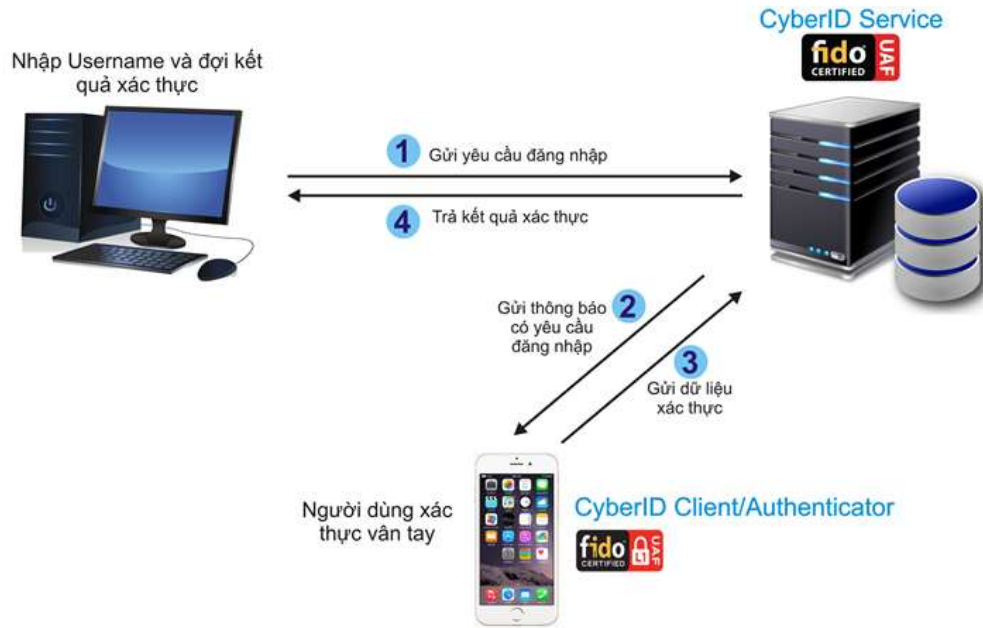 CyberID Service
fido
CERTIFIED
UAF
Nhập Username và đợi kết
quả xác thực
1 Gửi yêu cầu đăng nhập
4 Trả kết quả xác thực
Gửi thông báo 2
có yêu cầu
đăng nhập
3
Gửi dữ liệu
xác thực
Người dùng xác
thực vân tay
CyberID Client/Authenticator
fido
CERTIFIED
L1
UAF